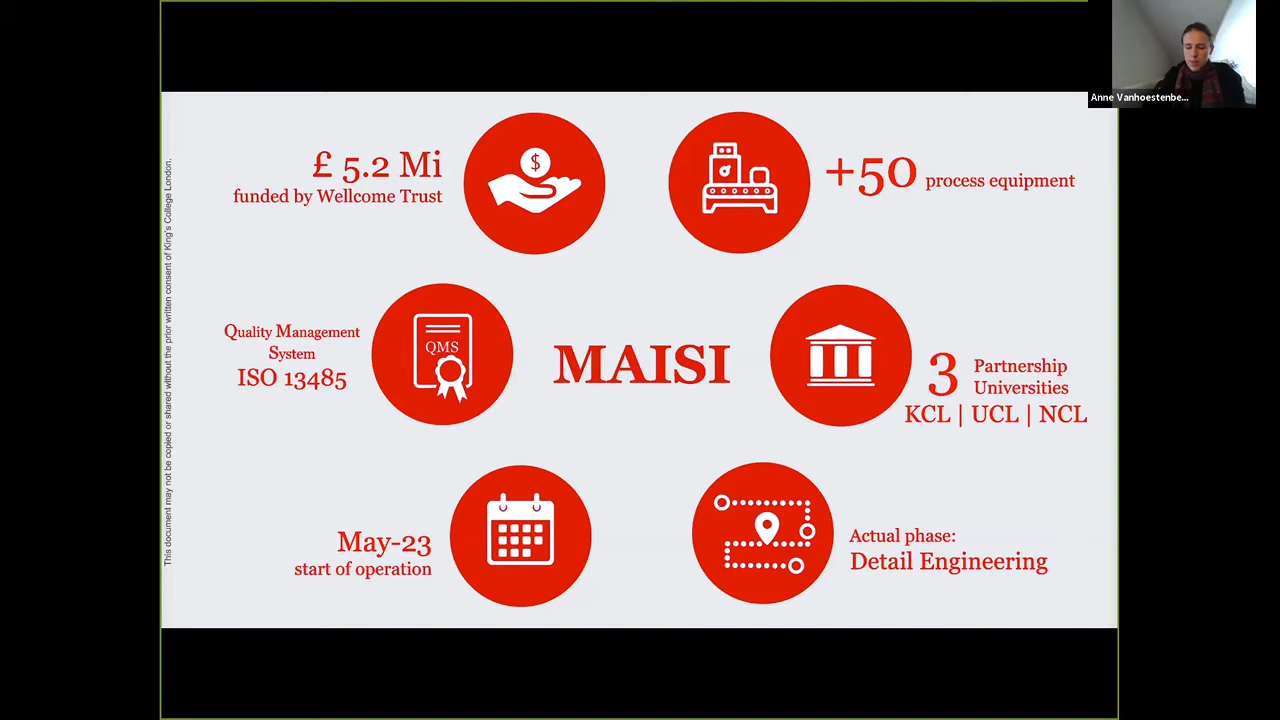 Anne Vanhoestenbe...
This document may not be copied or shared without the prior written consent of King's College London.
£ 5.2 Mi
funded by Wellcome Trust
$
+50 process equipment
Quality Management
System
ISO 13485
QMS
MAISI
3 Partnership
Universities
KCL | UCL | NCL
May-23
start of operation
Actual phase:
Detail Engineering